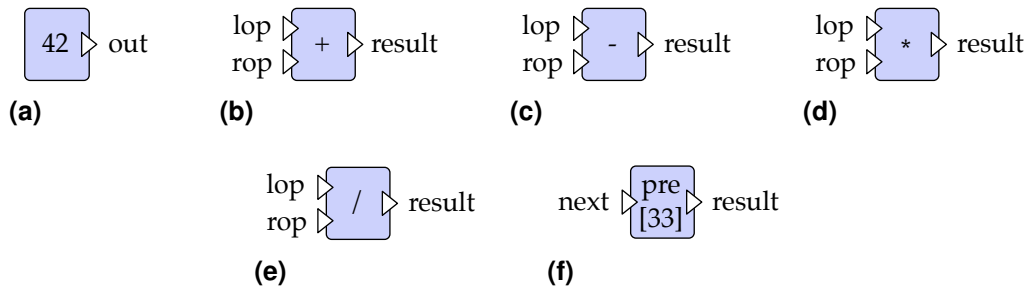 42 out
lop
rop
+ result
lop
rop
- result
lop
rop
* result
(a) (b) (c) (d)
lop
rop
/ result
next pre
[33] result
(e) (f)